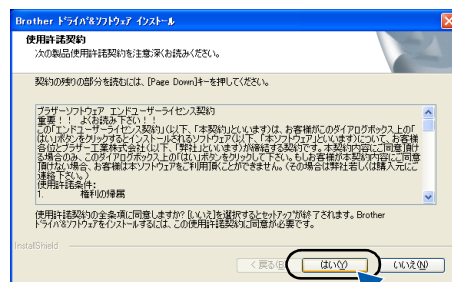 Brother ドライバ&ソフトウェア インストール
使用許諾契約
次の製品使用許諾契約を注意深くお読みください。
契約の残りの部分を読むには、[Page Down]キーを押してください。
ブラザーソフトウェア エンドユーザーライセンス契約
重要！！ よくお読み下さい！！
この「エンドユーザーライセンス契約」（以下、「本契約」といいます）は、お客様がこのダイアログボックス上の「
はい」ボタンをクリックするとインストールされるソフトウェア（以下、「本ソフトウェア」といいます）について、お客様
各位とブラザー工業株式会社（以下、「弊社」といいます）が締結する契約です。本契約内容にご同意頂け
る場合のみ、このダイアログボックス上の「はい」ボタンをクリックして下さい。もしお客様が本契約内容にご同意
頂けない場合、お客様は本ソフトウェアをご利用頂くことができません。（その場合は弊社若しくは購入元にご
連絡下さい。）
使用許諾条件:
1. 権利の帰属
使用許諾契約の全条項に同意しますか? [いいえ]を選択するとセットアップが終了されます。Brother
ドライバ&ソフトウェアをインストールするには、この使用許諾契約に同意が必要です。
InstallShield
< 戻る(B) はい(Y) いいえ(N)